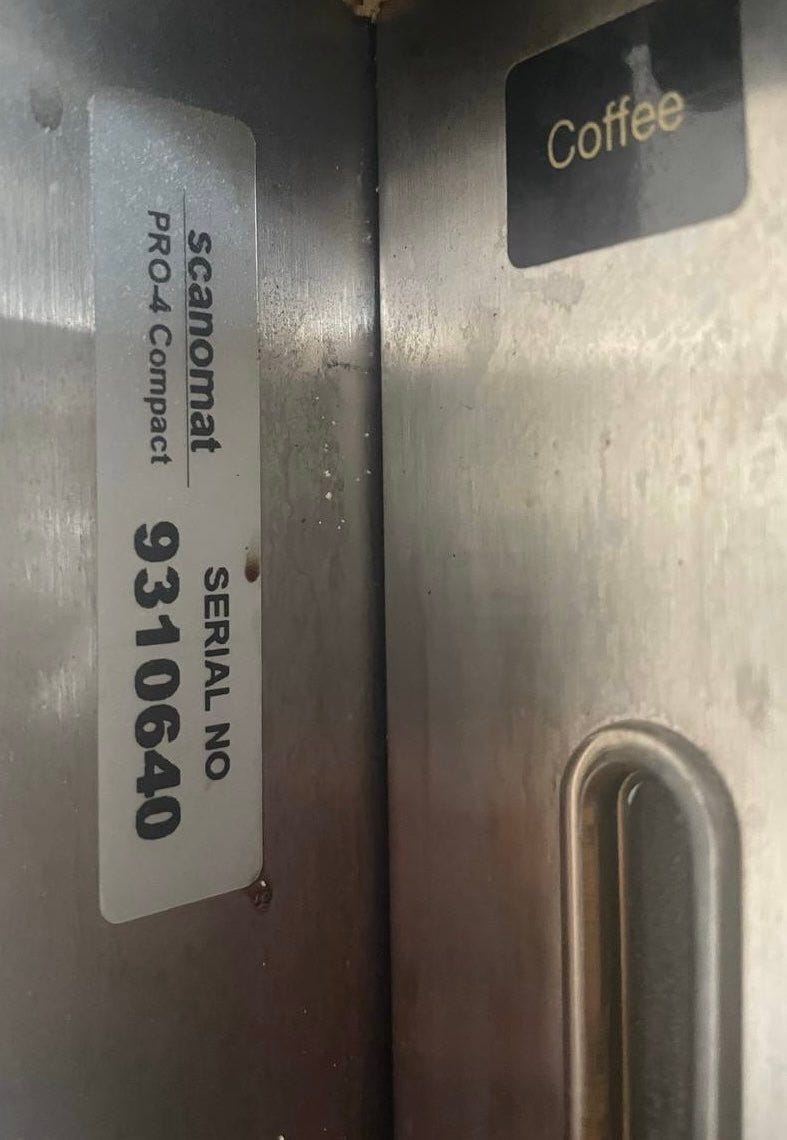 scanomat
PRO-4 Compact
SERIAL NO
9310640
Coffee